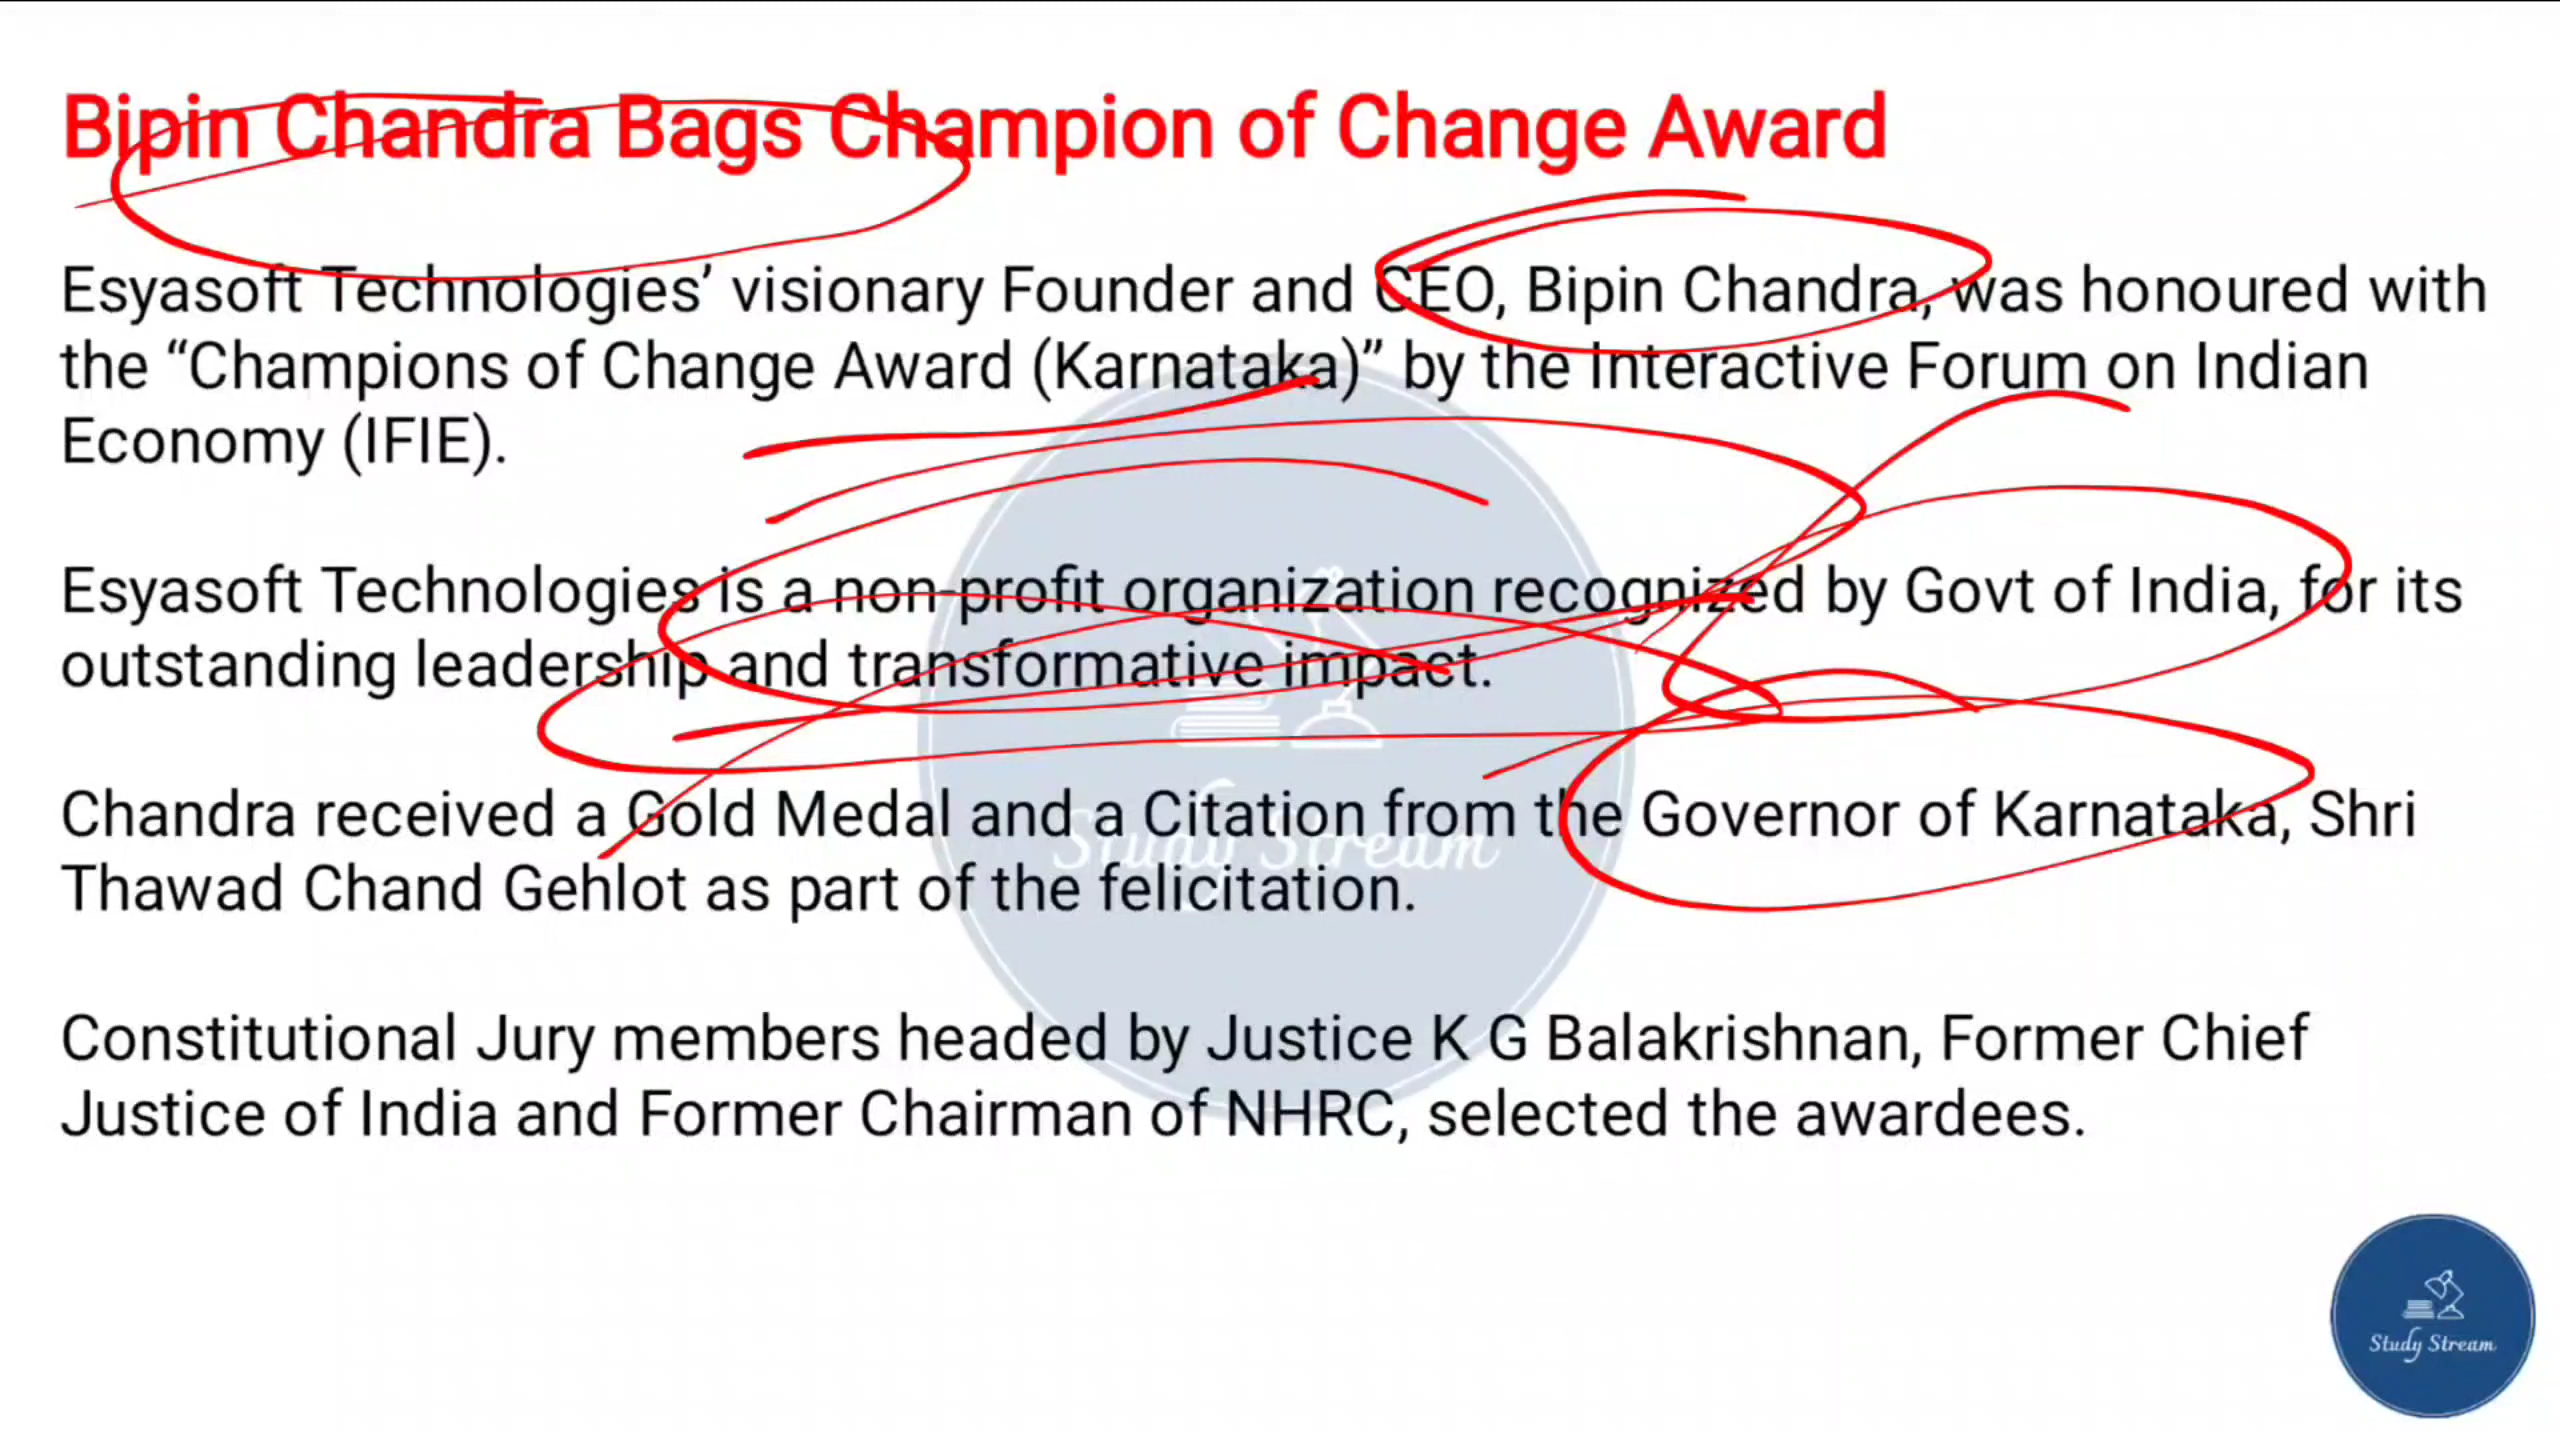 Bipin Chandra Bags Champion of Change Award
Esyasoft Technologies’ visionary Founder and CEO, Bipin Chandra, was honoured with
the “Champions of Change Award (Karnataka)” by the Interactive Forum on Indian
Economy (IFIE).
Esyasoft Technologies is a non-profit organization recognized by Govt of India, for its
outstanding leadership and transformative impact.
Chandra received a Gold Medal and a Citation from the Governor of Karnataka, Shri
Thawad Chand Gehlot as part of the felicitation.
Study Stream
Constitutional Jury members headed by Justice K G Balakrishnan, Former Chief
Justice of India and Former Chairman of NHRC, selected the awardees.
Study Stream